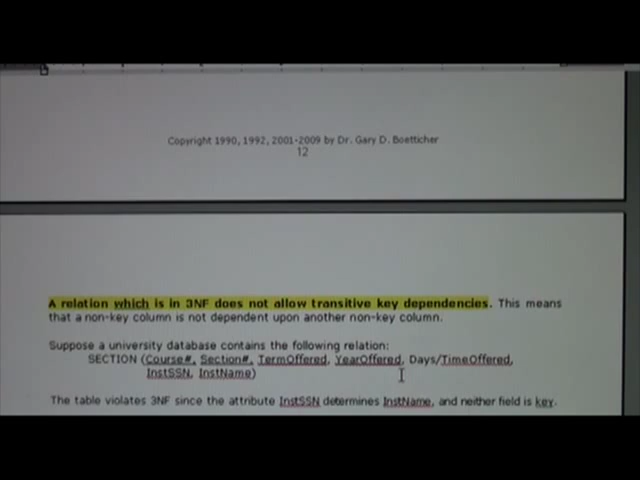 Copyright 1990, 1992, 2001-2009 by Dr. Gary D. Boetticher
12
A relation which is in 3NF does not allow transitive key dependencies. This means
that a non-key column is not dependent upon another non-key column.
Suppose a university database contains the following relation:
SECTION (Course#, Section#, TermOffered, YearOffered, Days/TimeOffered,
InstSSN, InstName)
The table violates 3NF since the attribute InstSSN determines InstName, and neither field is key.